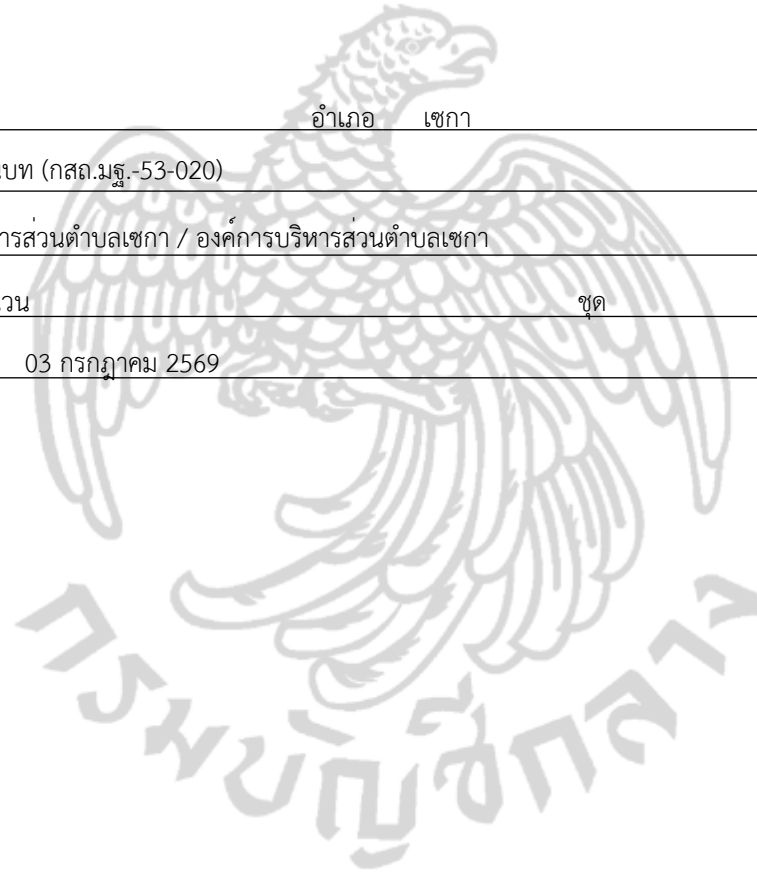 อำเภอ เซกา
นบท (กสถ.มฐ.-53-020)
ารส่วนตำบลเซกา / องค์การบริหารส่วนตำบลเซกา
นวน ชุด
03 กรกฎาคม 2569
กรมบัญชีกลาง